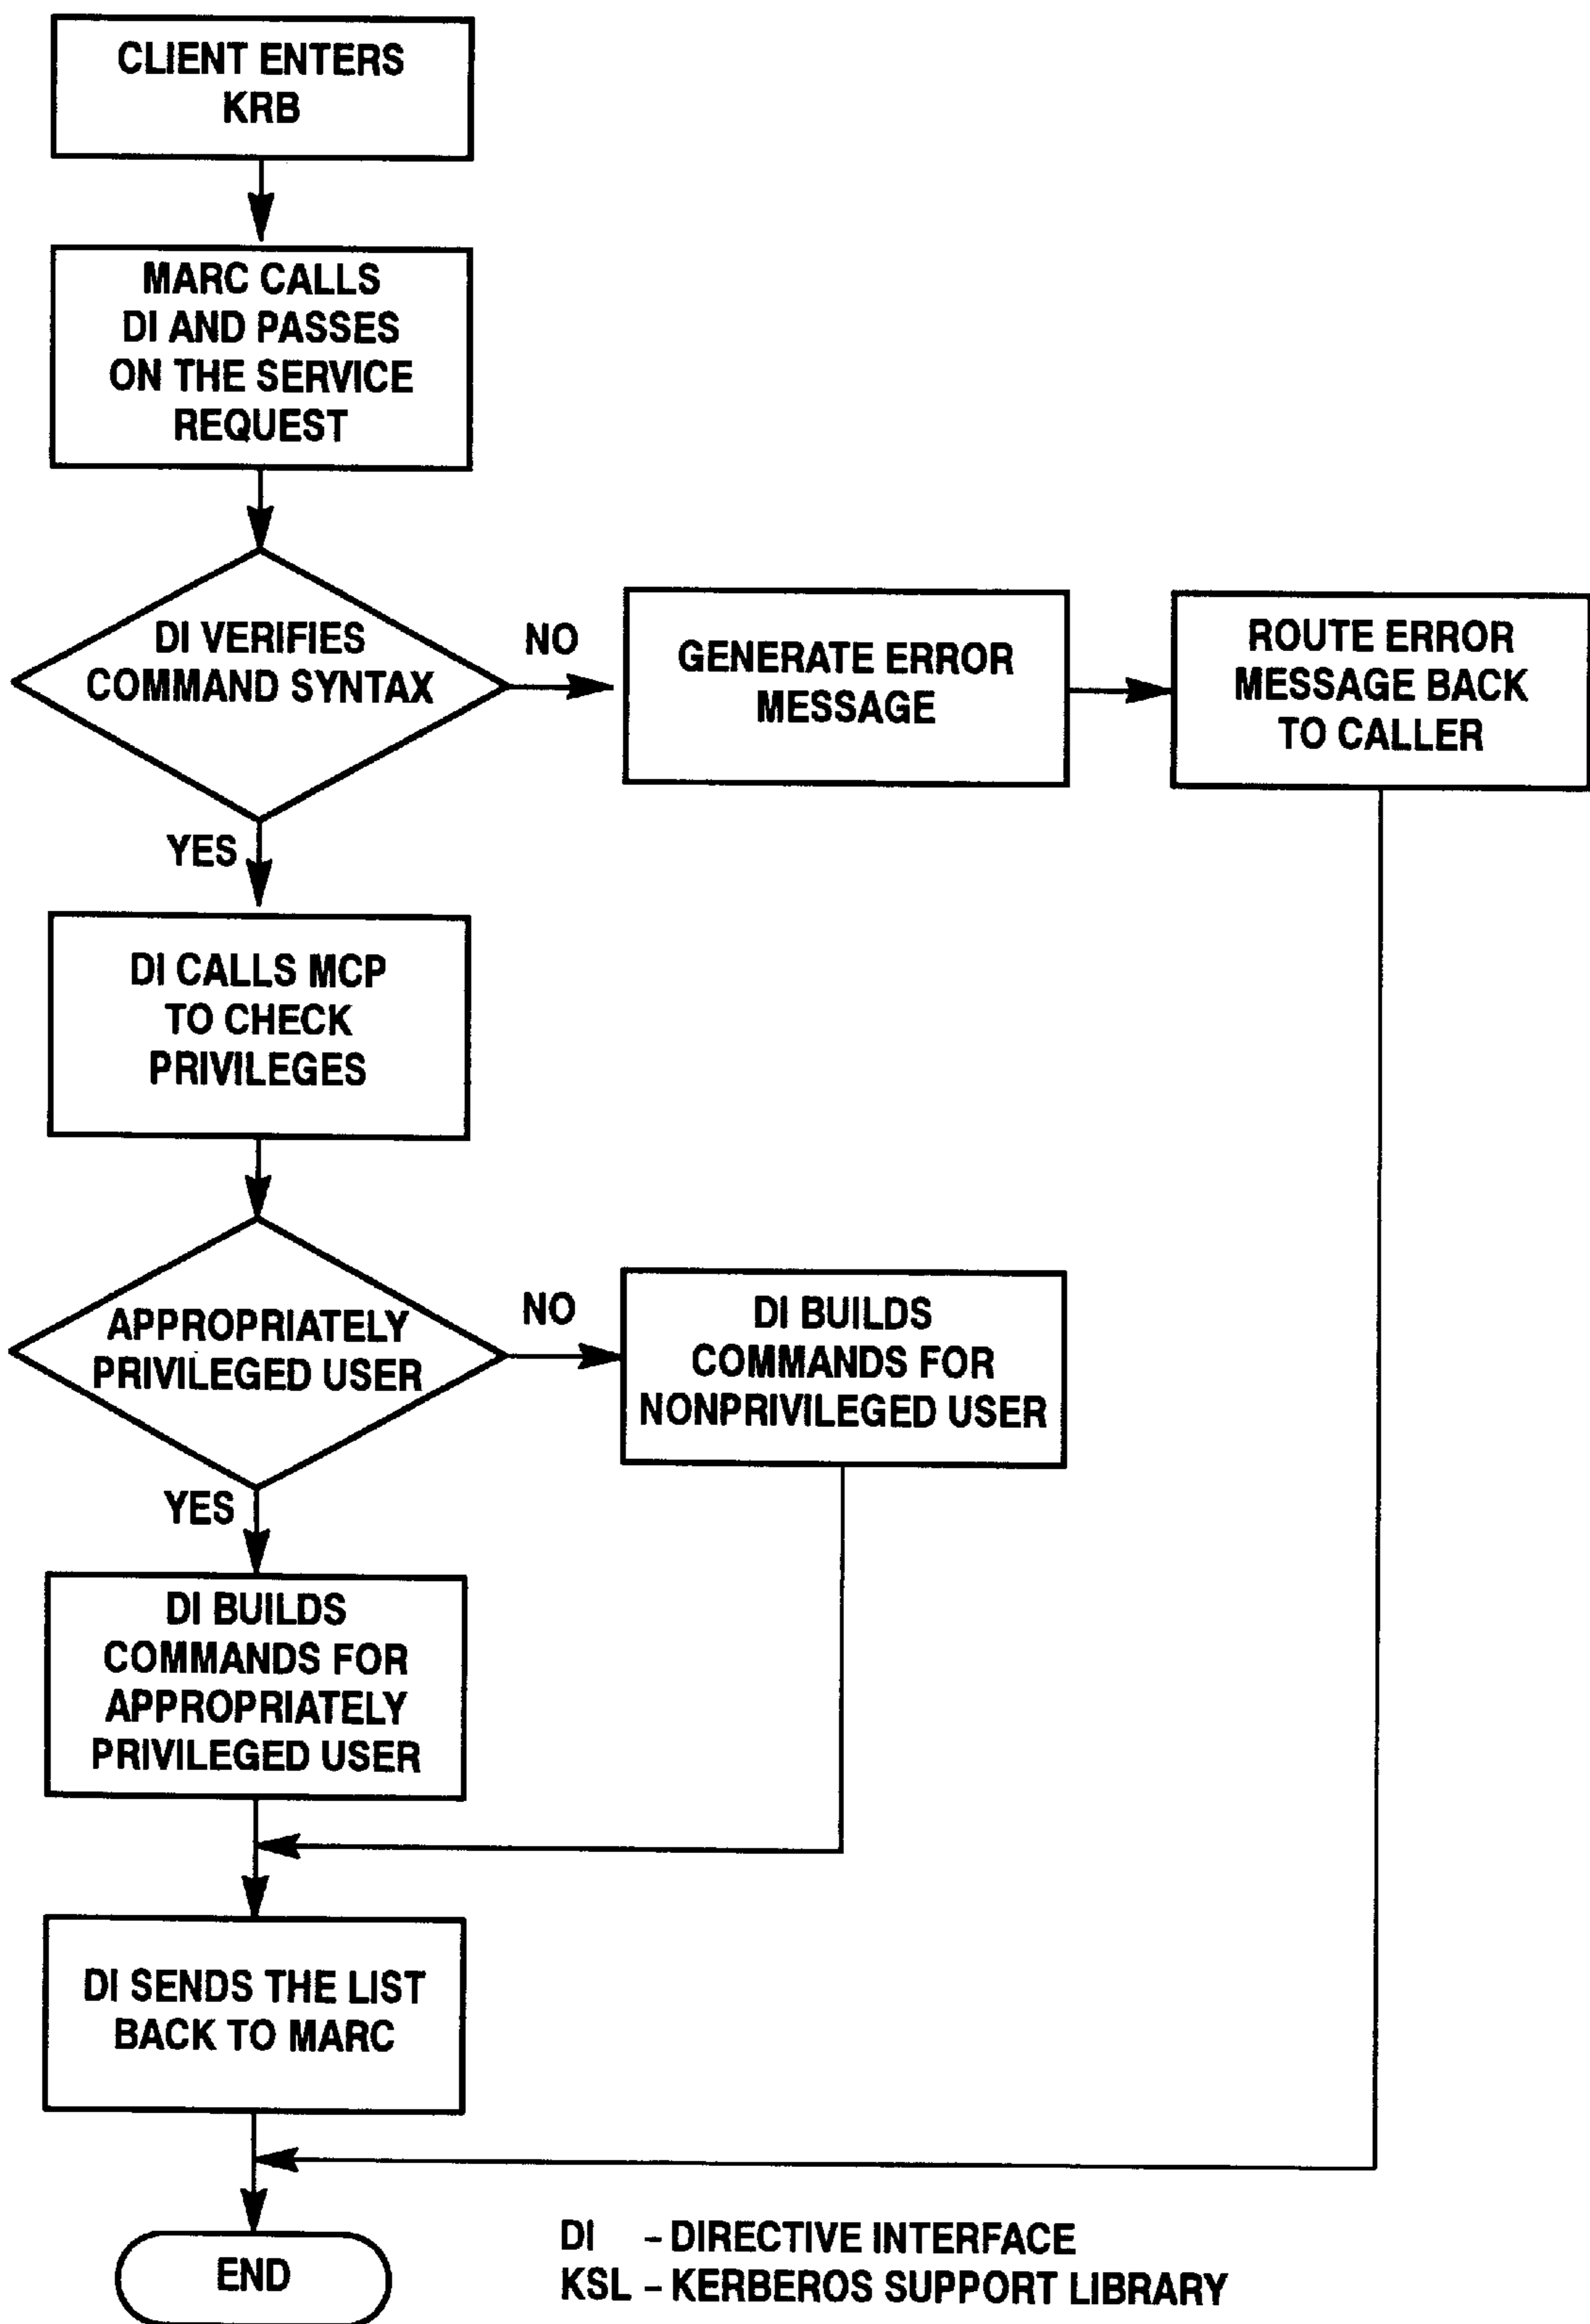 CLIENT ENTERS
KRB
MARC CALLS
DI AND PASSES
ON THE SERVICE
REQUEST
DI VERIFIES
COMMAND SYNTAX
NO
GENERATE ERROR
MESSAGE
ROUTE ERROR
MESSAGE BACK
TO CALLER
YES
DI CALLS MCP
TO CHECK
PRIVILEGES
APPROPRIATELY
PRIVILEGED USER
NO
DI BUILDS
COMMANDS FOR
NONPRIVILEGED USER
YES
DI BUILDS
COMMANDS FOR
APPROPRIATELY
PRIVILEGED USER
DI SENDS THE LIST
BACK TO MARC
END
DI – DIRECTIVE INTERFACE
KSL – KERBEROS SUPPORT LIBRARY